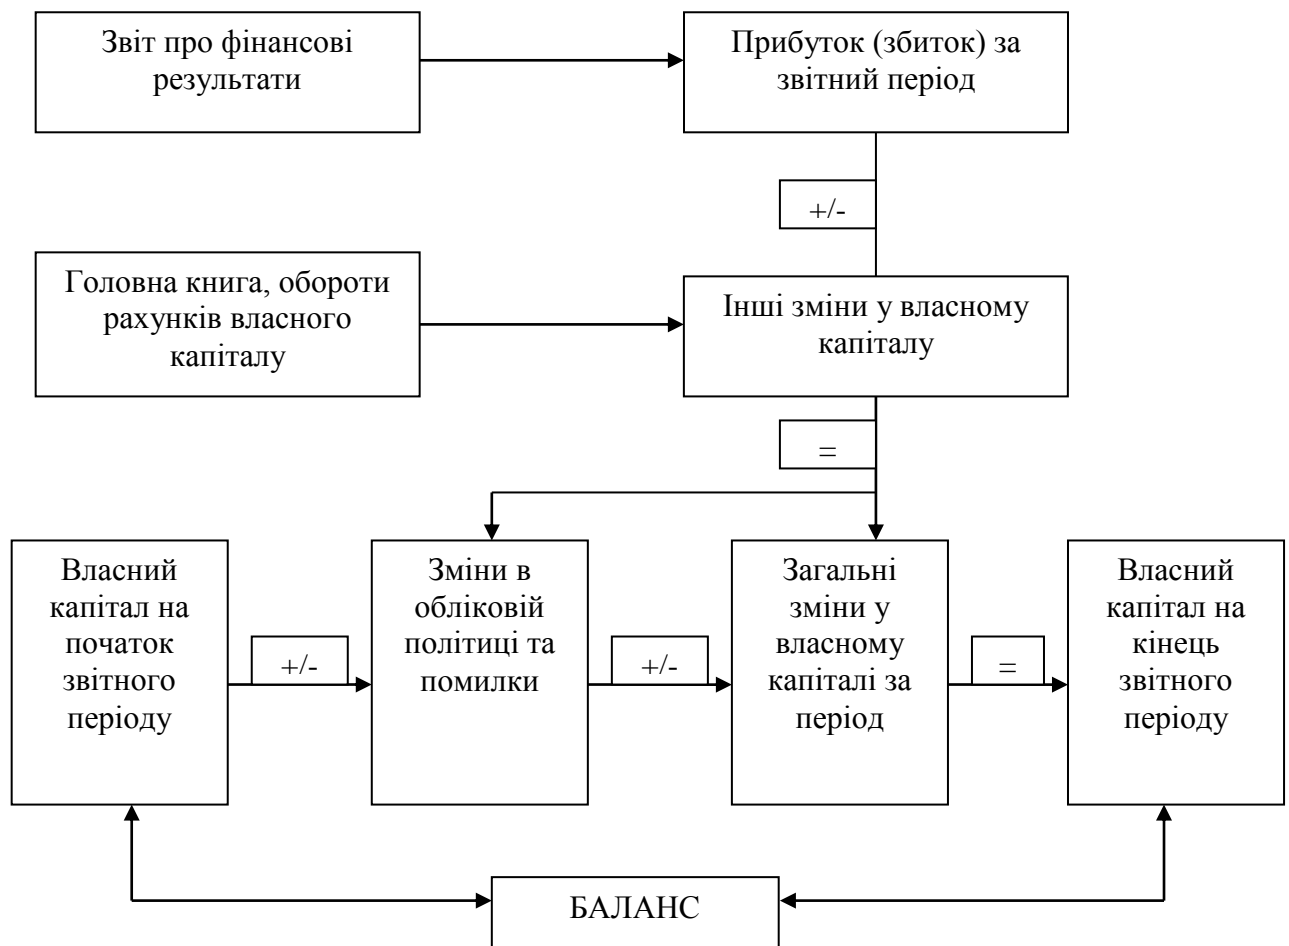 Звіт про фінансові
результати
Прибуток (збиток) за
звітний період
+/-
Головна книга, обороти
рахунків власного
капіталу
Інші зміни у власному
капіталу
=
Власний
капітал на
початок
звітного
періоду
+/-
Зміни в
обліковій
політиці та
помилки
+/-
Загальні
зміни у
власному
капіталі за
період
=
Власний
капітал на
кінець
звітного
періоду
БАЛАНС